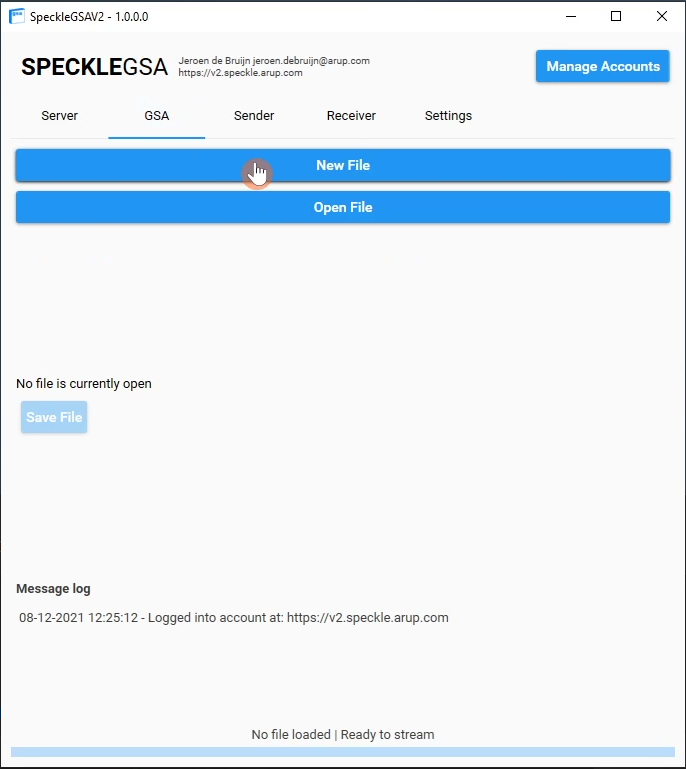 SpeckleGSAV2 - 1.0.0.0
SPECKLEGSA
Jeroen de Bruijn jeroen.debruijn@arup.com
https://v2.speckle.arup.com
Manage Accounts
Server GSA Sender Receiver Settings
New File
Open File
No file is currently open
Save File
Message log
08-12-2021 12:25:12 - Logged into account at: https://v2.speckle.arup.com
No file loaded | Ready to stream